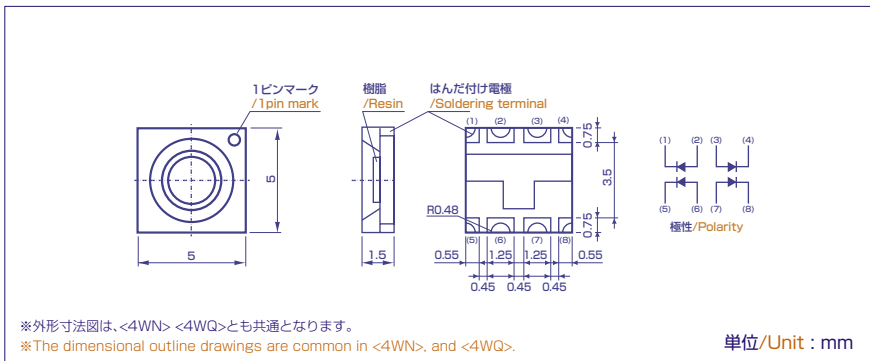 1ピンマーク
/1pin mark
樹脂
/Resin
はんだ付け電極
/Soldering terminal
(1) (2) (3) (4)
0.75
5
3.5
R0.48
0.75
(5) (6) (7) (8)
5
1.5
0.55 1.25 1.25 0.55
0.45 0.45 0.45
(1) (2) (3) (4)
(5) (6) (7) (8)
極性/Polarity
※外形寸法図は、<4WN> <4WQ>とも共通となります。
※The dimensional outline drawings are common in <4WN>, and <4WQ>.
単位/Unit : mm